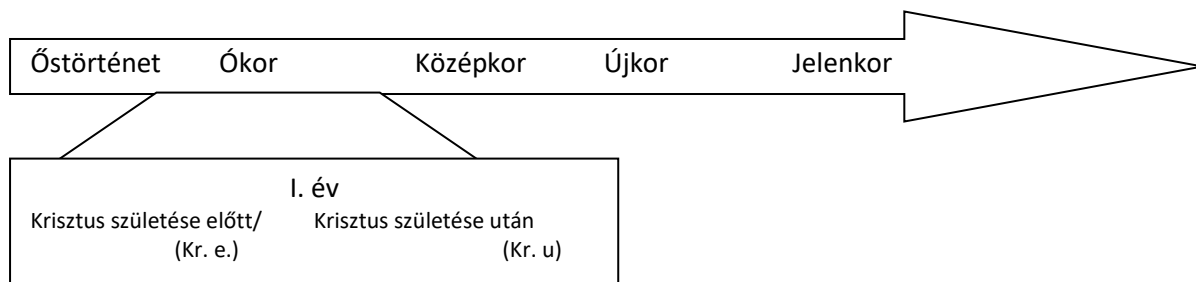 Őstörténet Ókor Középkor Újkor Jelenkor
I. év
Krisztus születése előtt/ Krisztus születése után
(Kr. e.) (Kr. u)